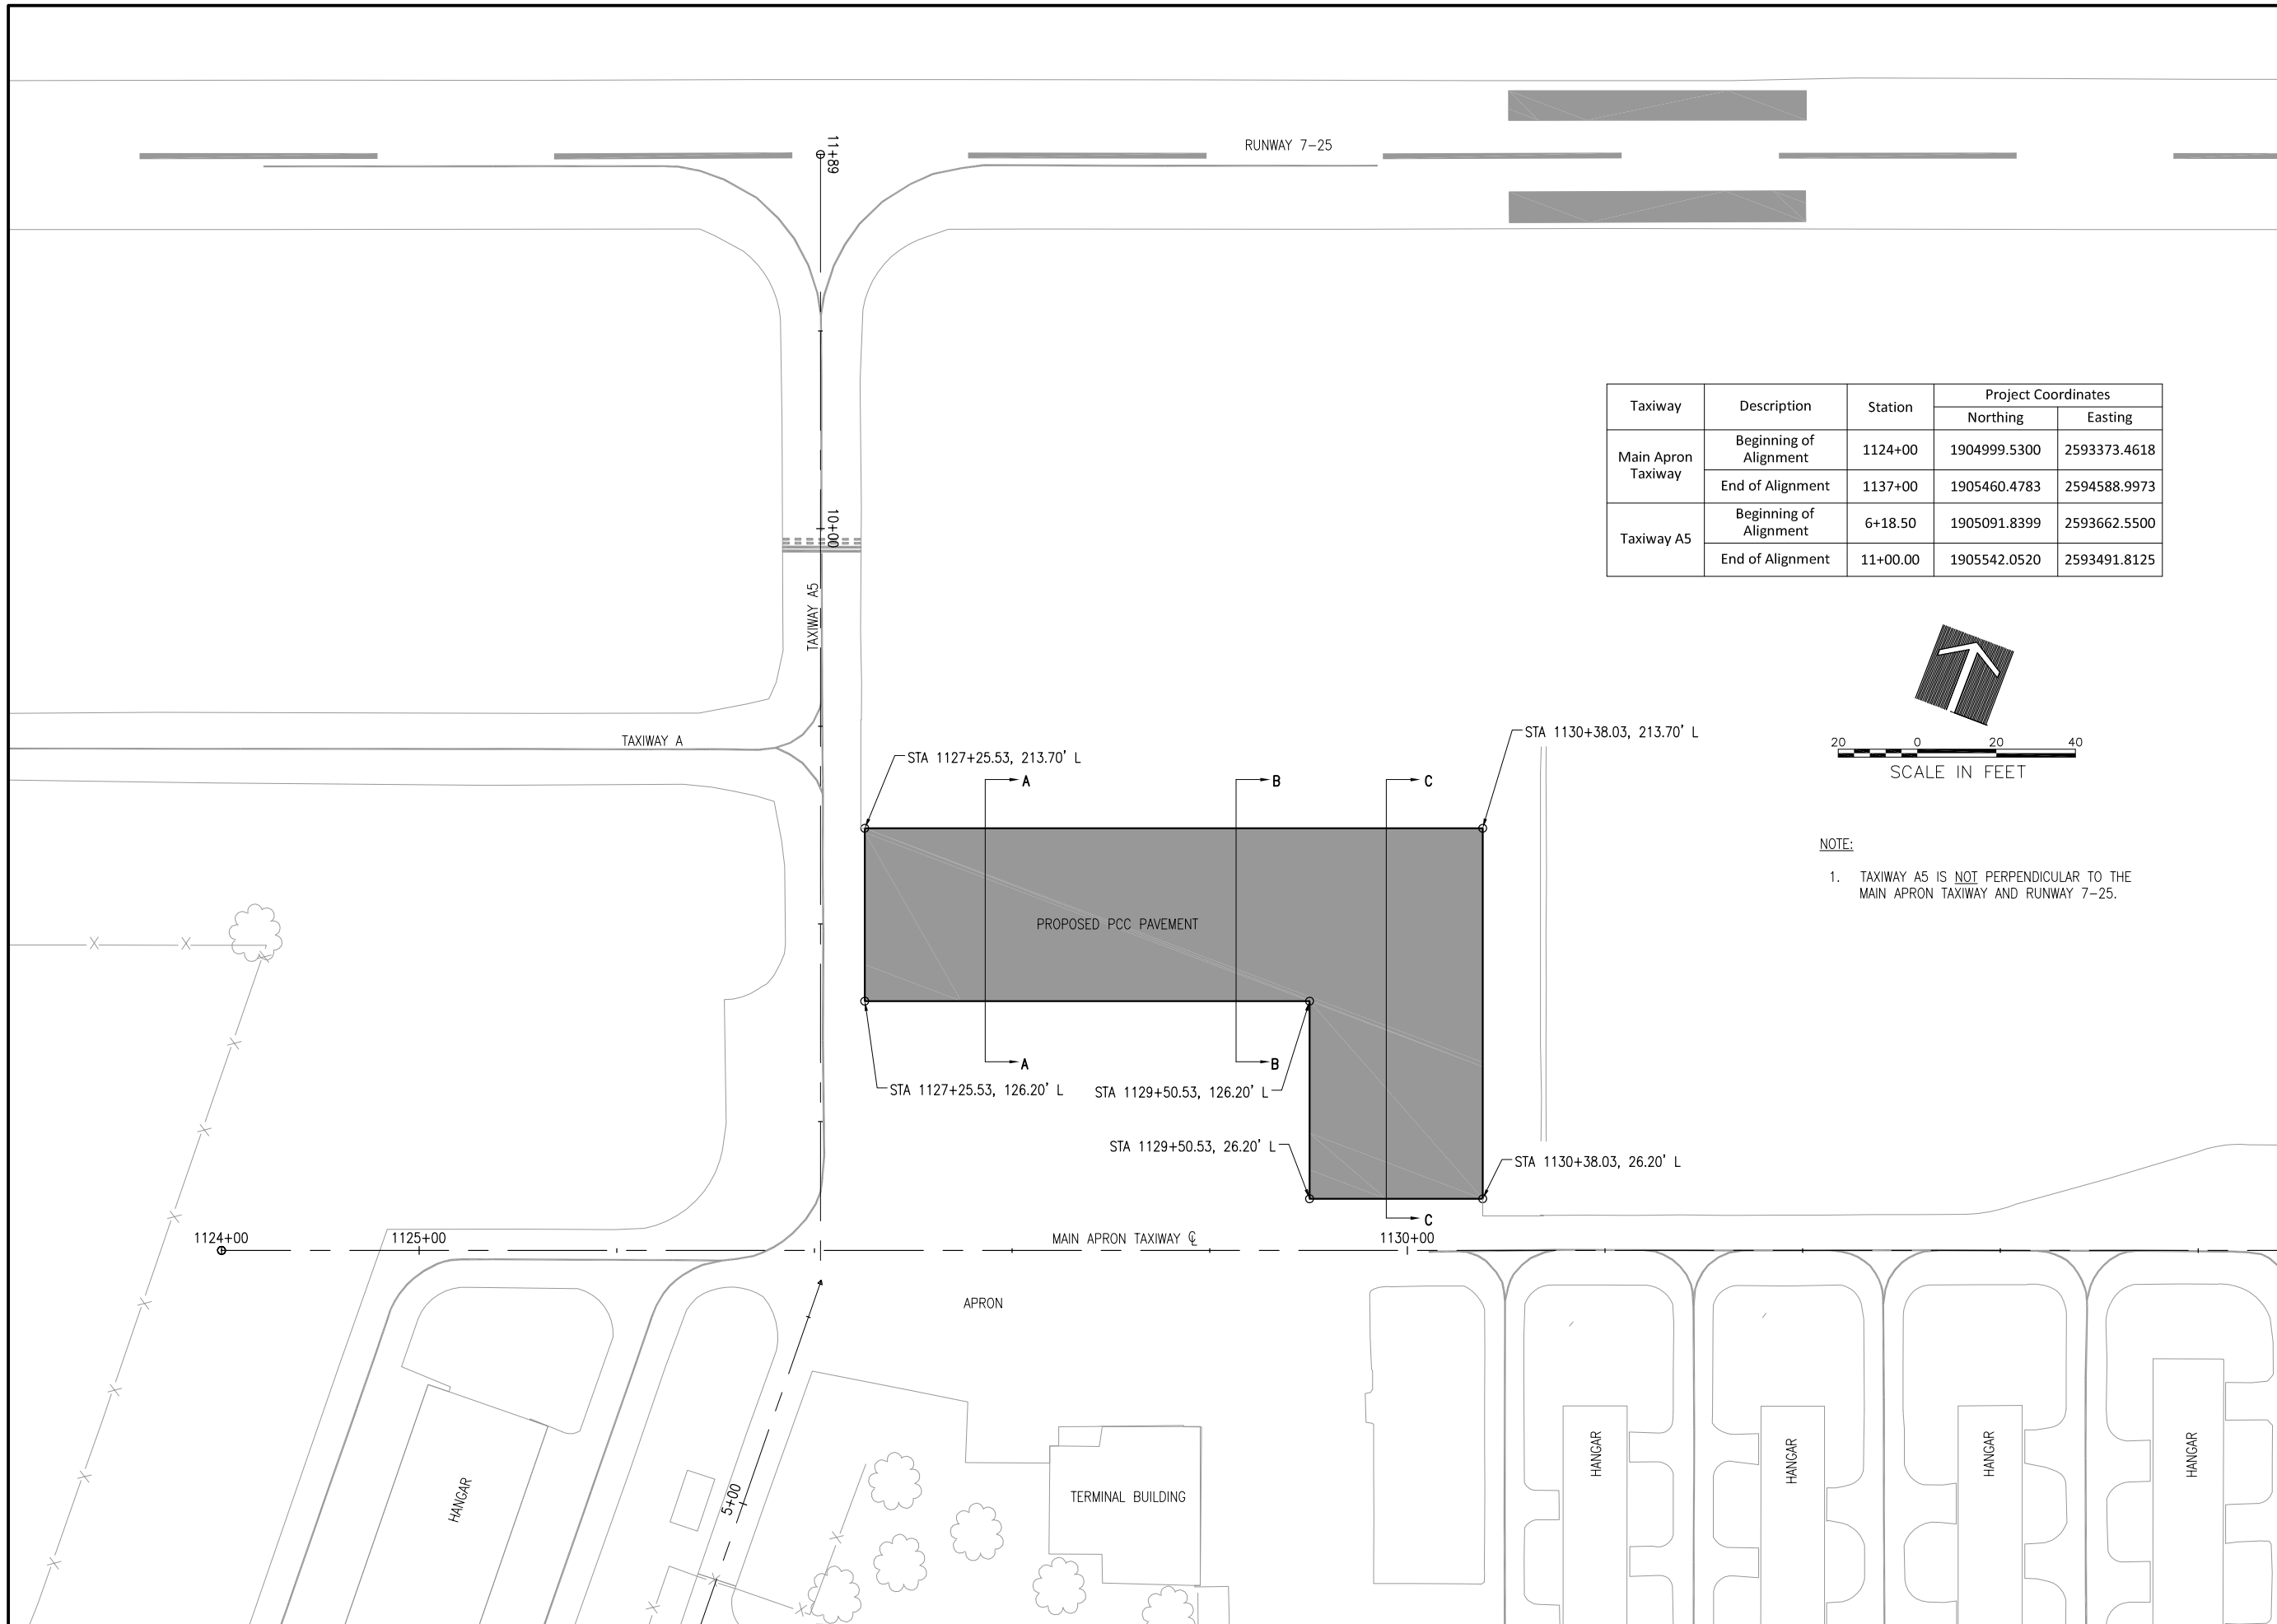 RUNWAY 7-25
11+89
10+00
TAXIWAY A5
TAXIWAY A
Taxiway
Description
Station
Project Coordinates
Northing
Easting
Main Apron
Taxiway
Beginning of
Alignment
1124+00
1904999.5300
2593373.4618
End of Alignment
1137+00
1905460.4783
2594588.9973
Taxiway A5
Beginning of
Alignment
6+18.50
1905091.8399
2593662.5500
End of Alignment
11+00.00
1905542.0520
2593491.8125
20 0 20 40
SCALE IN FEET
NOTE:
1. TAXIWAY A5 IS NOT PERPENDICULAR TO THE
MAIN APRON TAXIWAY AND RUNWAY 7-25.
STA 1127+25.53, 213.70' L
STA 1130+38.03, 213.70' L
A
B
C
PROPOSED PCC PAVEMENT
A
B
STA 1127+25.53, 126.20' L
STA 1129+50.53, 126.20' L
STA 1129+50.53, 26.20' L
STA 1130+38.03, 26.20' L
C
1124+00
1125+00
MAIN APRON TAXIWAY ℄
1130+00
APRON
5+00
HANGAR
TERMINAL BUILDING
HANGAR
HANGAR
HANGAR
HANGAR